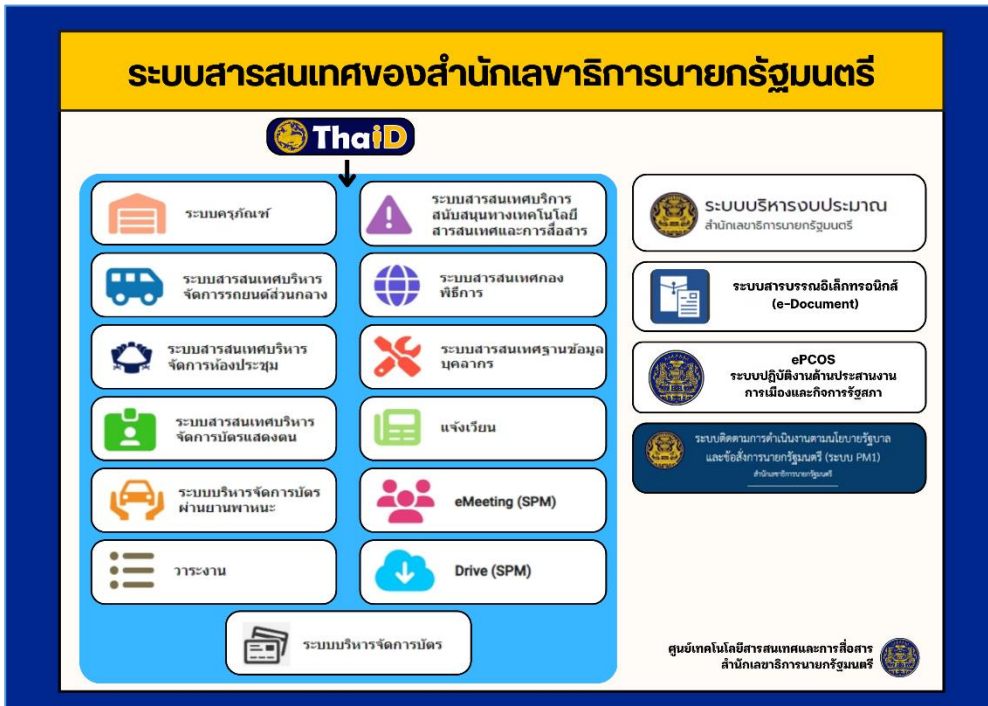 ระบบสารสนเทศของสำนักเลขาธิการนายกรัฐมนตรี
ThaiD
ระบบครุภัณฑ์
ระบบสารสนเทศบริการ
สนับสนุนทางเทคโนโลยี
สารสนเทศและการสื่อสาร
ระบบสารสนเทศบริหาร
จัดการรถยนต์ส่วนกลาง
ระบบสารสนเทศกอง
พิธีการ
ระบบสารสนเทศบริหาร
จัดการห้องประชุม
ระบบสารสนเทศฐานข้อมูล
บุคลากร
ระบบสารสนเทศบริหาร
จัดการบัตรแสดงตน
แจ้งเวียน
ระบบบริหารจัดการบัตร
ผ่านยานพาหนะ
eMeeting (SPM)
วาระงาน
Drive (SPM)
ระบบบริหารจัดการบัตร
ระบบบริหารงบประมาณ
สำนักเลขาธิการนายกรัฐมนตรี
ระบบสารบรรณอิเล็กทรอนิกส์
(e-Document)
ePCOS
ระบบปฏิบัติงานด้านประสานงาน
การเมืองและกิจการรัฐสภา
ระบบติดตามการดำเนินงานตามนโยบายรัฐบาล
และข้อสั่งการนายกรัฐมนตรี (ระบบ PM1)
สำนักเลขาธิการนายกรัฐมนตรี
ศูนย์เทคโนโลยีสารสนเทศและการสื่อสาร
สำนักเลขาธิการนายกรัฐมนตรี